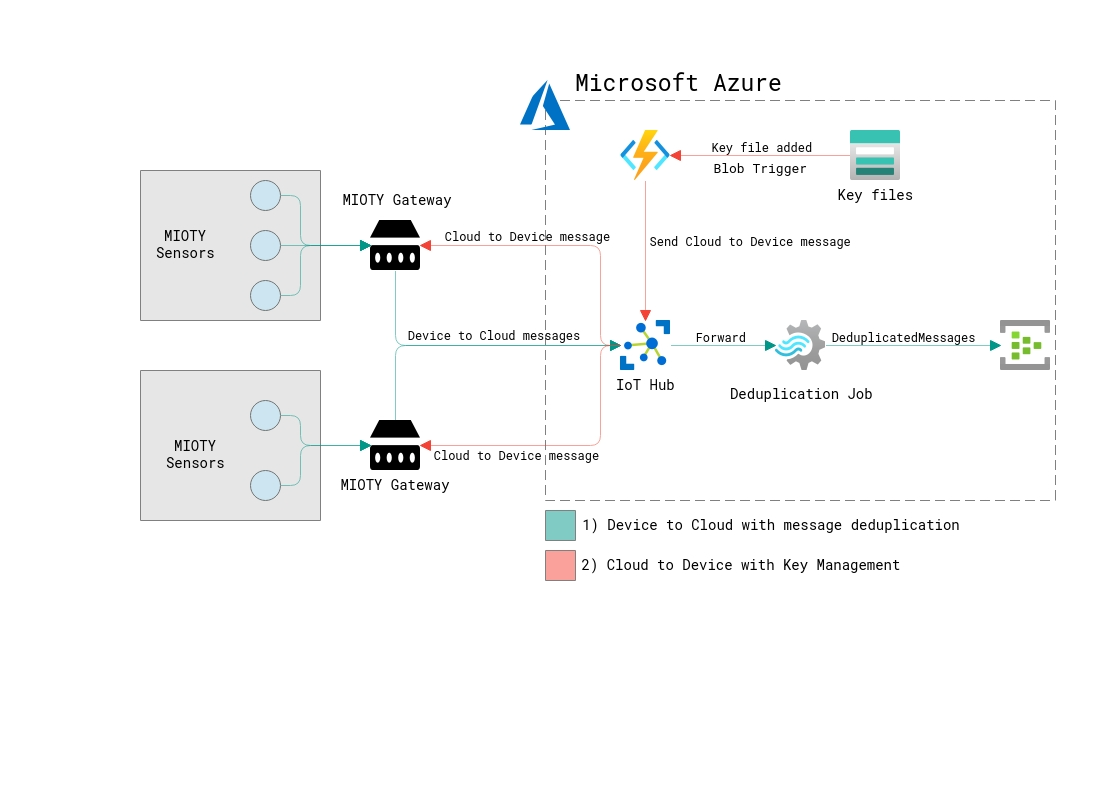 Microsoft Azure
Key file added
Blob Trigger
Key files
MIOTY Gateway
MIOTY
Sensors
Cloud to Device message
Send Cloud to Device message
Device to Cloud messages
Forward
DeduplicatedMessages
IoT Hub
Deduplication Job
MIOTY
Sensors
Cloud to Device message
MIOTY Gateway
1) Device to Cloud with message deduplication
2) Cloud to Device with Key Management